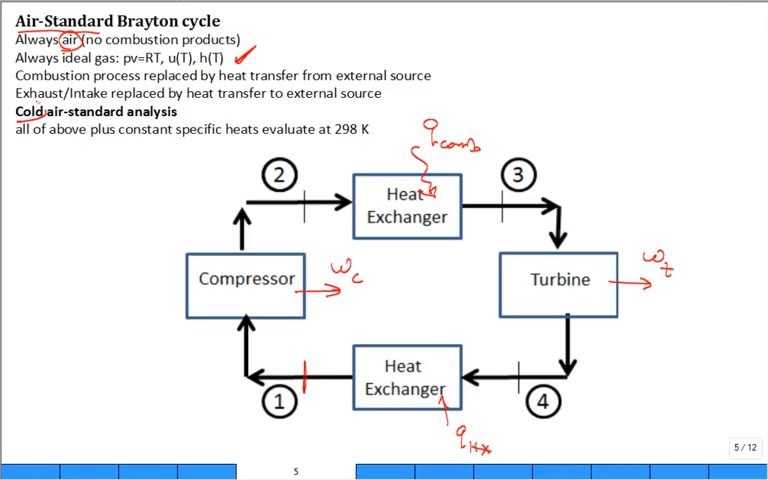 Air-Standard Brayton cycle
Always air (no combustion products)
Always ideal gas: pv=RT, u(T), h(T)
Combustion process replaced by heat transfer from external source
Exhaust/Intake replaced by heat transfer to external source
Cold air-standard analysis
all of above plus constant specific heats evaluate at 298 K
q comb
2
Heat
Exchanger
3
Compressor
w c
Turbine
w t
1
Heat
Exchanger
4
q Hx
5 / 12
5